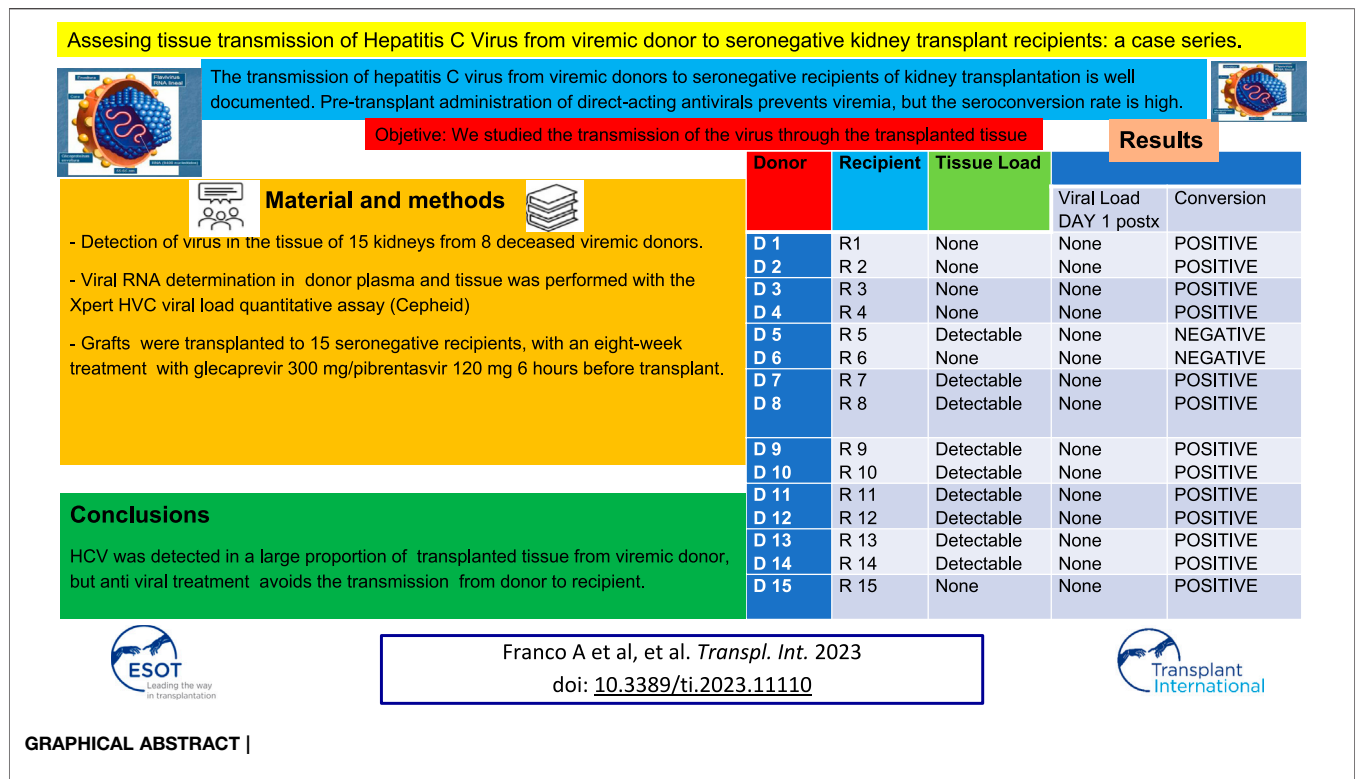 Assesing tissue transmission of Hepatitis C Virus from viremic donor to seronegative kidney transplant recipients: a case series.
The transmission of hepatitis C virus from viremic donors to seronegative recipients of kidney transplantation is well
documented. Pre-transplant administration of direct-acting antivirals prevents viremia, but the seroconversion rate is high.
Objetive: We studied the transmission of the virus through the transplanted tissue
Material and methods
- Detection of virus in the tissue of 15 kidneys from 8 deceased viremic donors.
- Viral RNA determination in donor plasma and tissue was performed with the
Xpert HVC viral load quantitative assay (Cepheid)
- Grafts were transplanted to 15 seronegative recipients, with an eight-week
treatment with glecaprevir 300 mg/pibrentasvir 120 mg 6 hours before transplant.
Conclusions
HCV was detected in a large proportion of transplanted tissue from viremic donor,
but anti viral treatment avoids the transmission from donor to recipient.
Results
Donor Recipient Tissue Load
Viral Load Conversion
DAY 1 postx
D 1 R1 None None POSITIVE
D 2 R 2 None None POSITIVE
D 3 R 3 None None POSITIVE
D 4 R 4 None None POSITIVE
D 5 R 5 Detectable None NEGATIVE
D 6 R 6 None None NEGATIVE
D 7 R 7 Detectable None POSITIVE
D 8 R 8 Detectable None POSITIVE
D 9 R 9 Detectable None POSITIVE
D 10 R 10 Detectable None POSITIVE
D 11 R 11 Detectable None POSITIVE
D 12 R 12 Detectable None POSITIVE
D 13 R 13 Detectable None POSITIVE
D 14 R 14 Detectable None POSITIVE
D 15 R 15 None None POSITIVE
ESOT
Leading the way
in transplantation
Franco A et al, et al. Transpl. Int. 2023
doi: 10.3389/ti.2023.11110
Transplant
International
GRAPHICAL ABSTRACT |